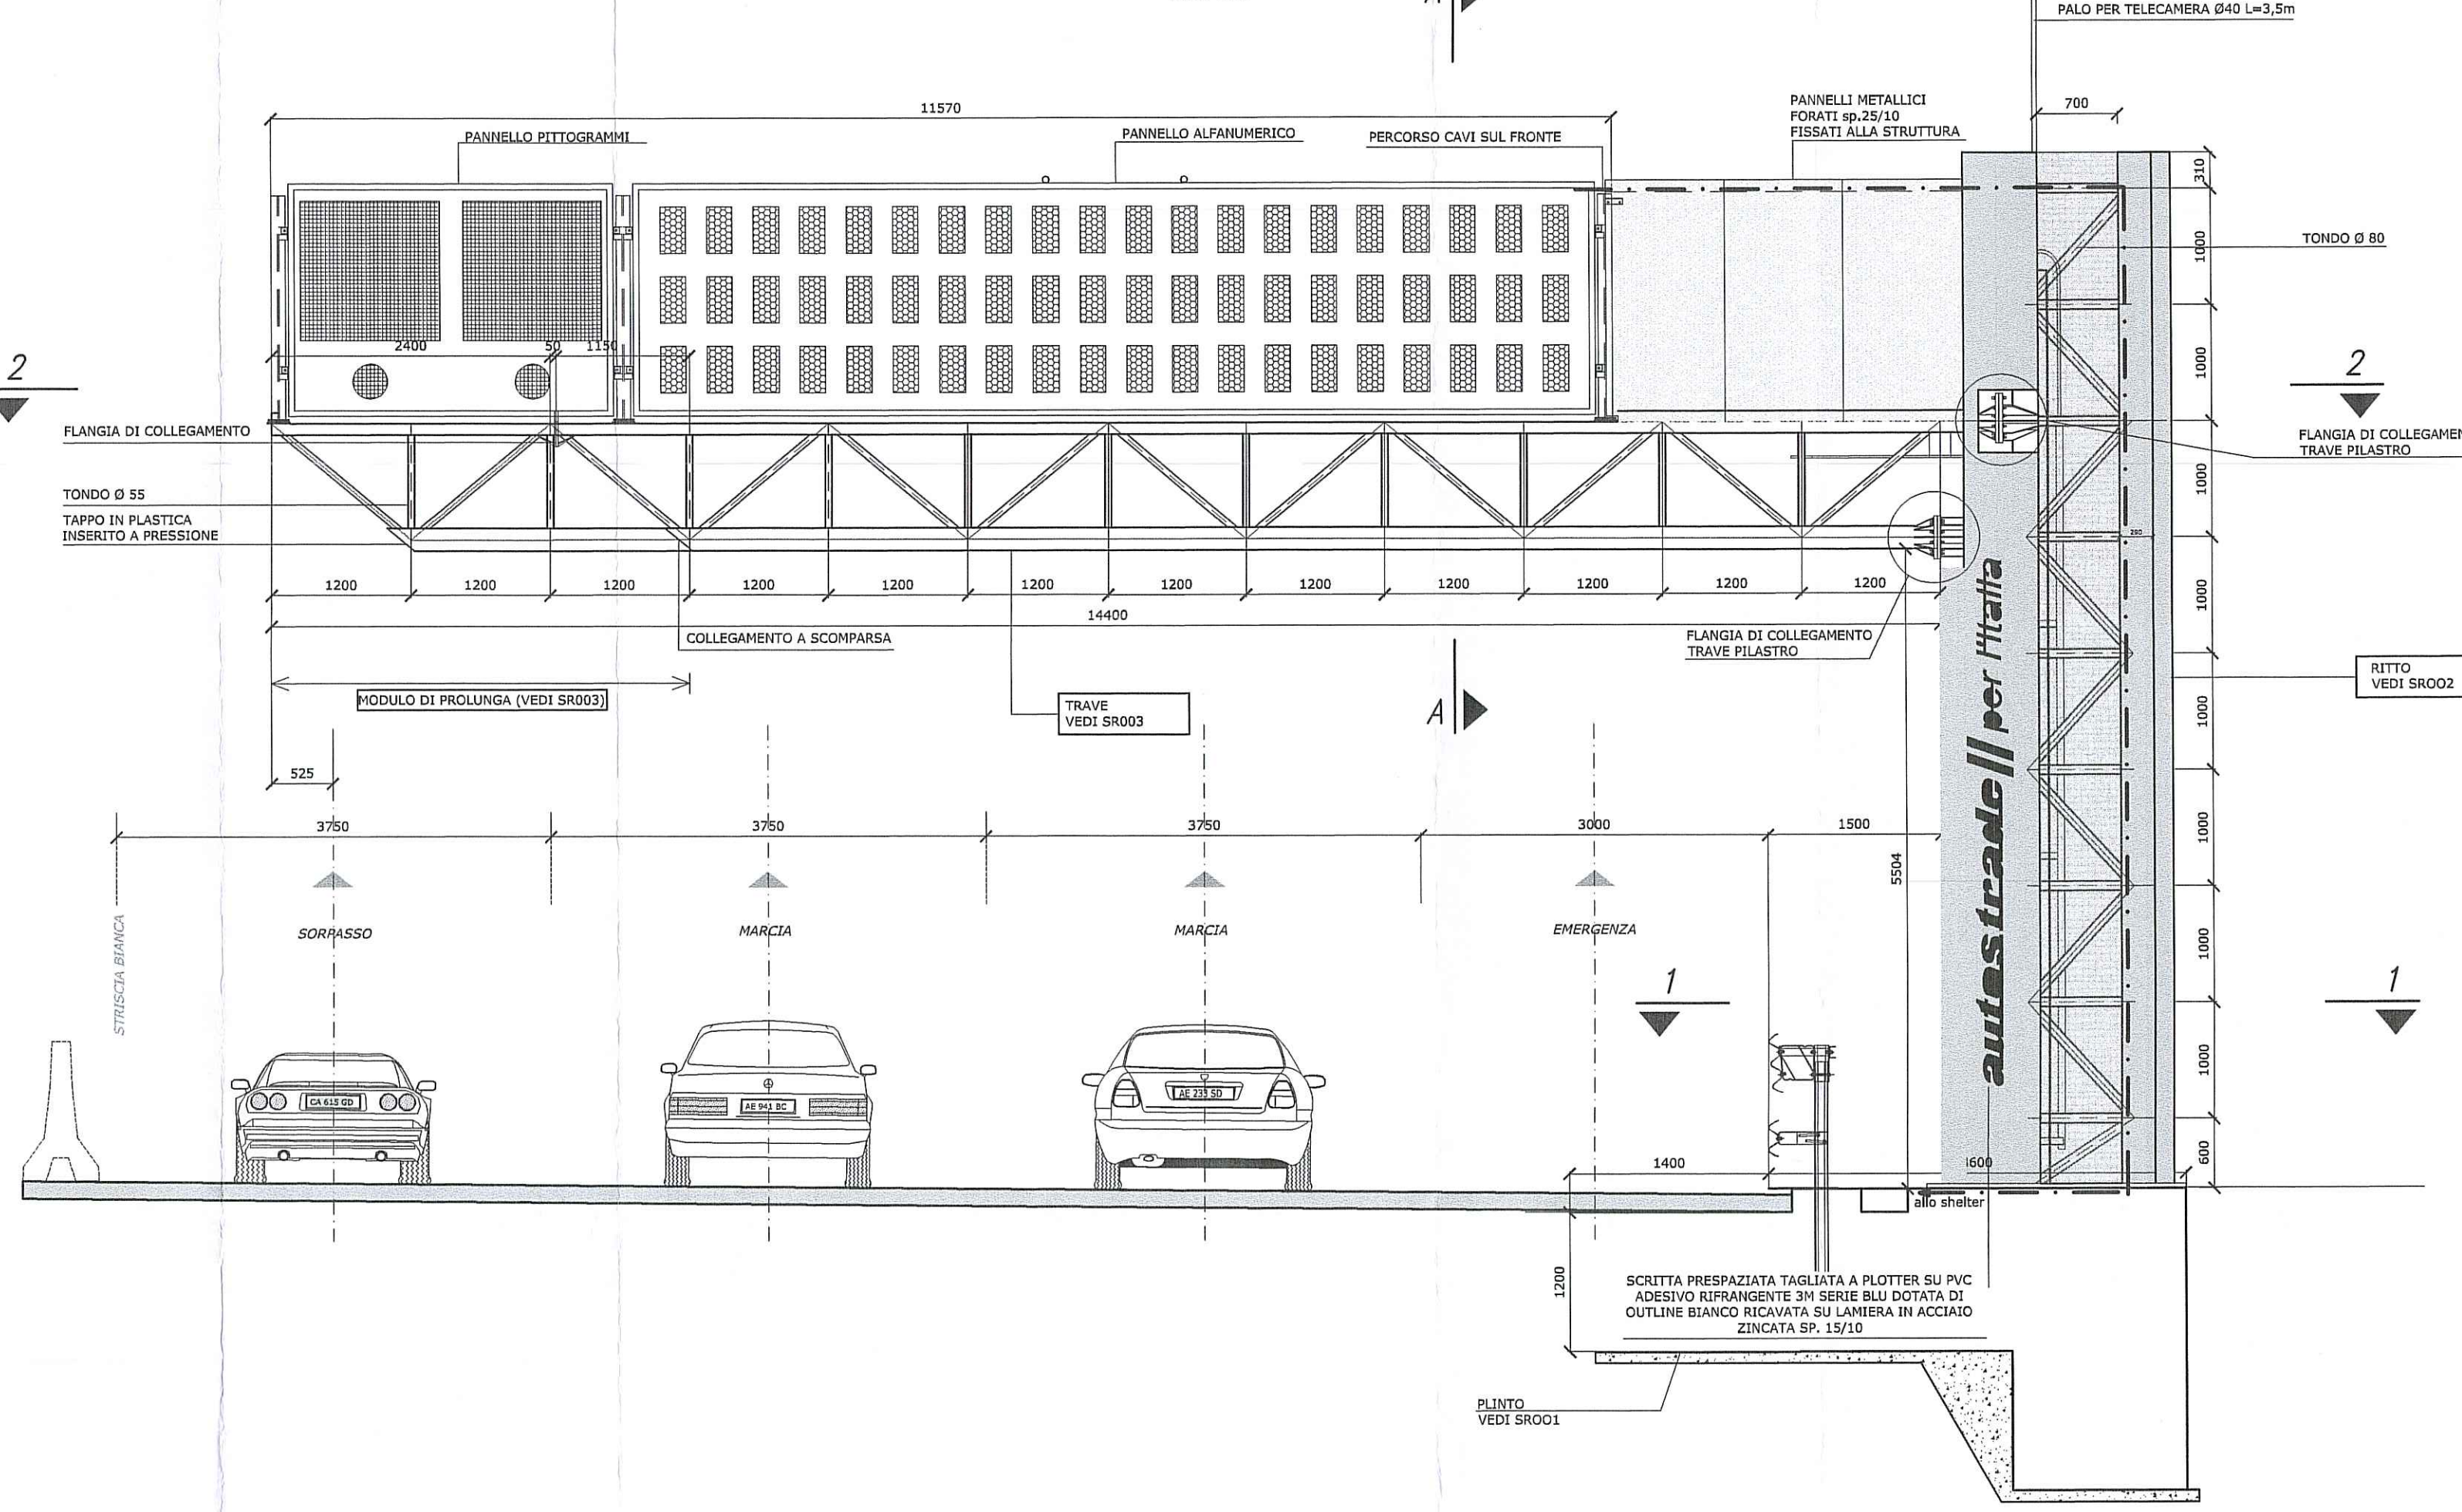 A
PALO PER TELECAMERA Ø40 L=3,5m
11570
PANNELLO PITTOGRAMMI
PANNELLO ALFANUMERICO
PERCORSO CAVI SUL FRONTE
PANNELLI METALLICI
FORATI sp.25/10
FISSATI ALLA STRUTTURA
700
310
1000
TONDO Ø 80
1000
2400
50
1150
2
2
FLANGIA DI COLLEGAMENTO
FLANGIA DI COLLEGAMEN
TRAVE PILASTRO
1000
TONDO Ø 55
TAPPO IN PLASTICA
INSERITO A PRESSIONE
1200
1200
1200
1200
1200
1200
1200
1200
1200
1200
1200
1200
1000
14400
COLLEGAMENTO A SCOMPARSA
FLANGIA DI COLLEGAMENTO
TRAVE PILASTRO
RITTO
VEDI SROO2
MODULO DI PROLUNGA (VEDI SR003)
TRAVE
VEDI SR003
A
1000
525
3750
3750
3750
3000
1500
1000
5504
autostrade//per l'Italia
STRISCIA BIANCA
SORPASSO
MARCIA
MARCIA
EMERGENZA
1000
1
1
1000
CA 615 GD
AE 941 BC
AE 233 SD
1400
1600
600
allo shelter
1200
SCRITTA PRESPAZIATA TAGLIATA A PLOTTER SU PVC
ADESIVO RIFRANGENTE 3M SERIE BLU DOTATA DI
OUTLINE BIANCO RICAVATA SU LAMIERA IN ACCIAIO
ZINCATA SP. 15/10
PLINTO
VEDI SROO1